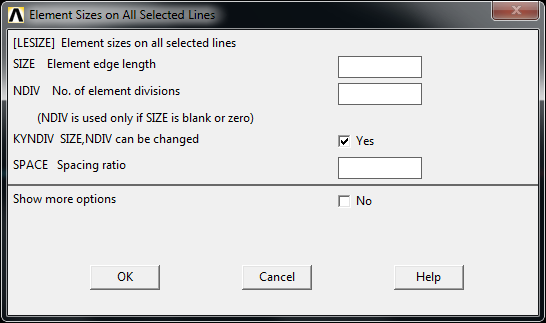 Element Sizes on All Selected Lines
[LESIZE] Element sizes on all selected lines
SIZE Element edge length
NDIV No. of element divisions
(NDIV is used only if SIZE is blank or zero)
KYNDIV SIZE,NDIV can be changed
Yes
SPACE Spacing ratio
Show more options
No
OK
Cancel
Help